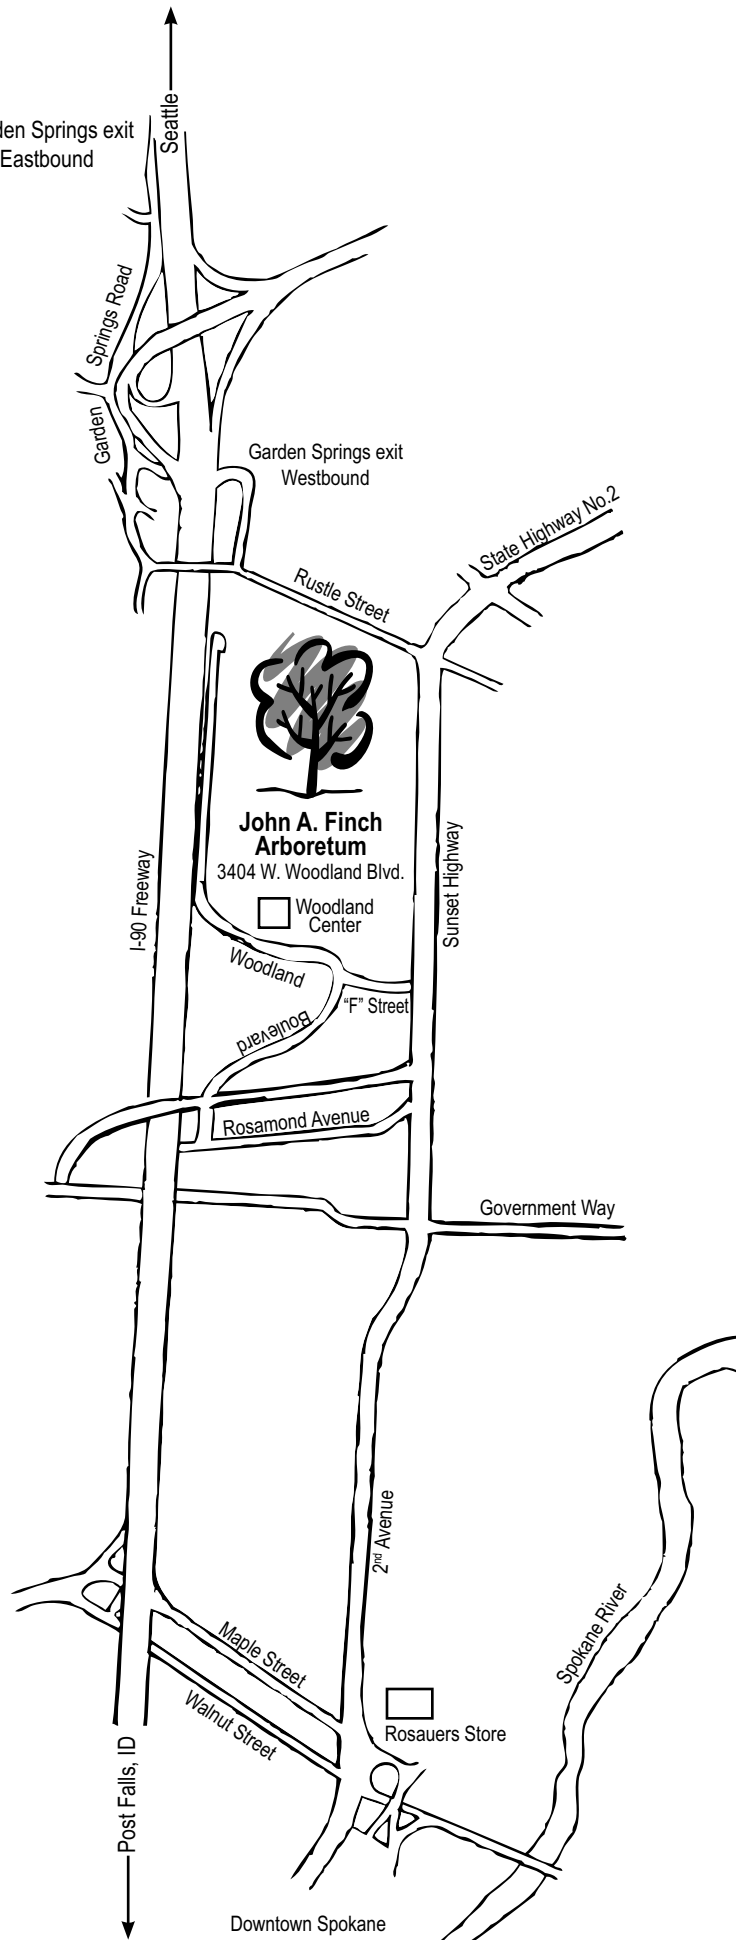 Seattle
Springs exit
Eastbound
Springs Road
Garden
Garden Springs exit
Westbound
State Highway No.2
Rustle Street
John A. Finch
Arboretum
3404 W. Woodland Blvd.
Woodland
Center
I-90 Freeway
Sunset Highway
Woodland
"F" Street
Boulevard
Rosamond Avenue
Government Way
2nd Avenue
Spokane River
Maple Street
Walnut Street
Rosauers Store
Post Falls, ID
Downtown Spokane